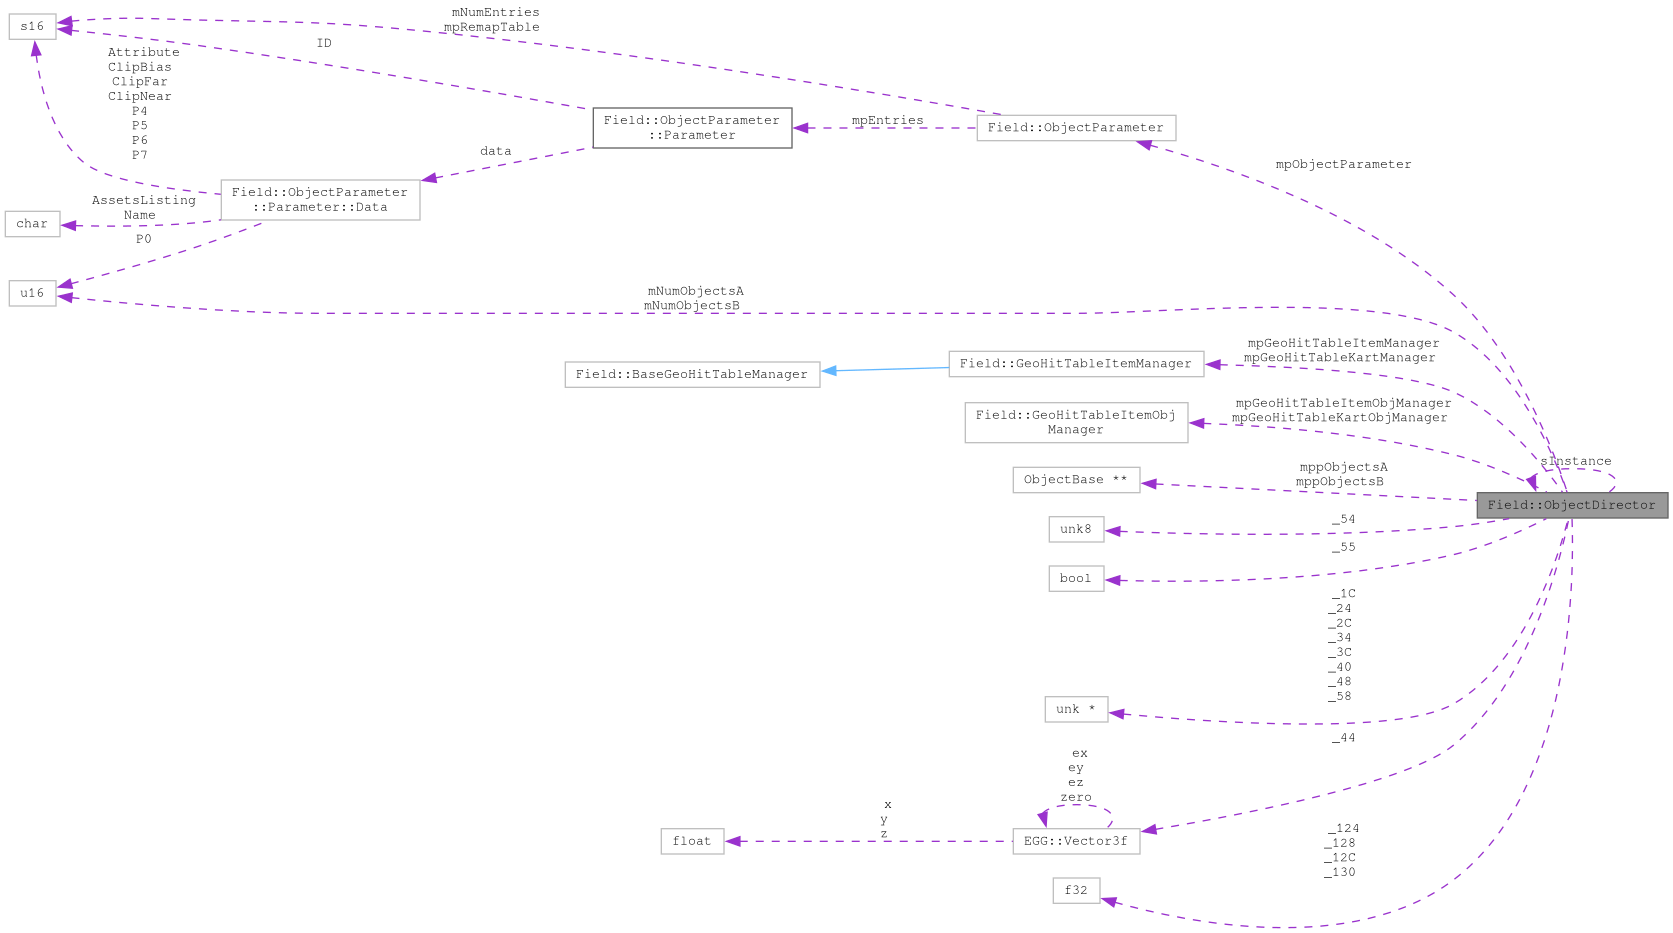 mNumEntries
mpRemapTable
s16
ID
Attribute
ClipBias
ClipFar
ClipNear
P4
P5
P6
P7
Field::ObjectParameter
::Parameter
mpEntries
Field::ObjectParameter
data
mpObjectParameter
Field::ObjectParameter
::Parameter::Data
AssetsListing
Name
char
P0
u16
mNumObjectsA
mNumObjectsB
mpGeoHitTableItemManager
mpGeoHitTableKartManager
Field::GeoHitTableItemManager
Field::BaseGeoHitTableManager
mpGeoHitTableItemObjManager
mpGeoHitTableKartObjManager
Field::GeoHitTableItemObj
Manager
sInstance
mppObjectsA
mppObjectsB
ObjectBase **
Field::ObjectDirector
_54
unk8
_55
bool
_1C
_24
_2C
_34
_3C
_40
_48
_58
unk *
_44
ex
ey
ez
zero
x
y
z
float
EGG::Vector3f
_124
_128
_12C
_130
f32